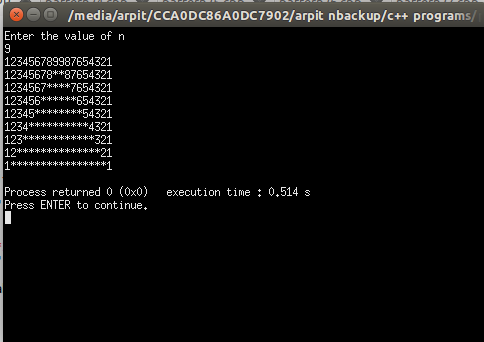 /media/arpit/CCA0DC86A0DC7902/arpit nbackup/c++ programs/
Enter the value of n
9
123456789987654321
12345678**87654321
1234567****7654321
123456******654321
12345********54321
1234**********4321
123************321
12**************21
1****************1
Process returned 0 (0x0)   execution time : 0.514 s
Press ENTER to continue.